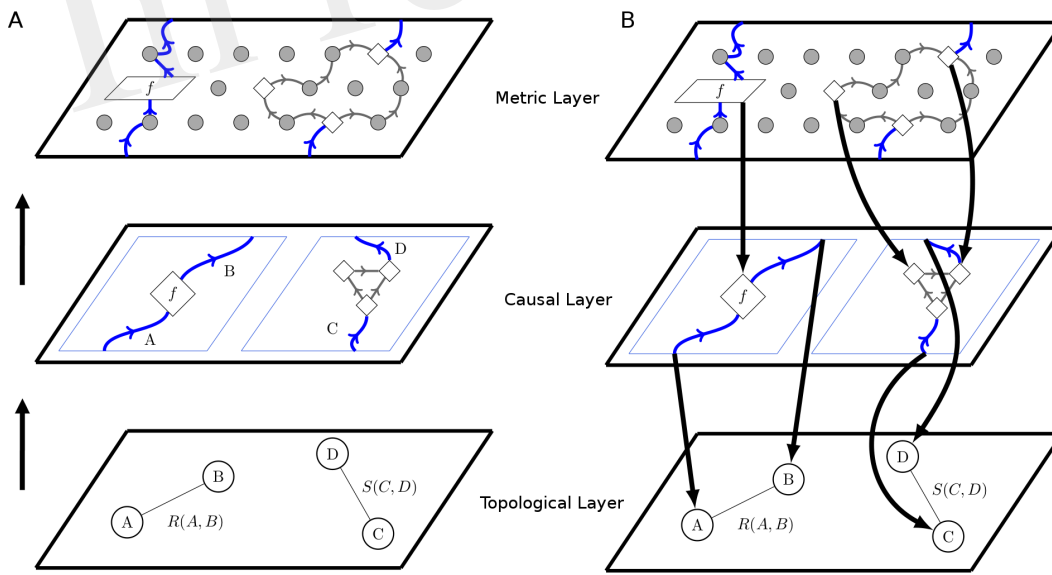 A
B
f
f
Metric Layer
D
B
f
A
C
f
Causal Layer
D
B
S(C, D)
A
R(A, B)
C
D
B
S(C, D)
A
R(A, B)
C
Topological Layer